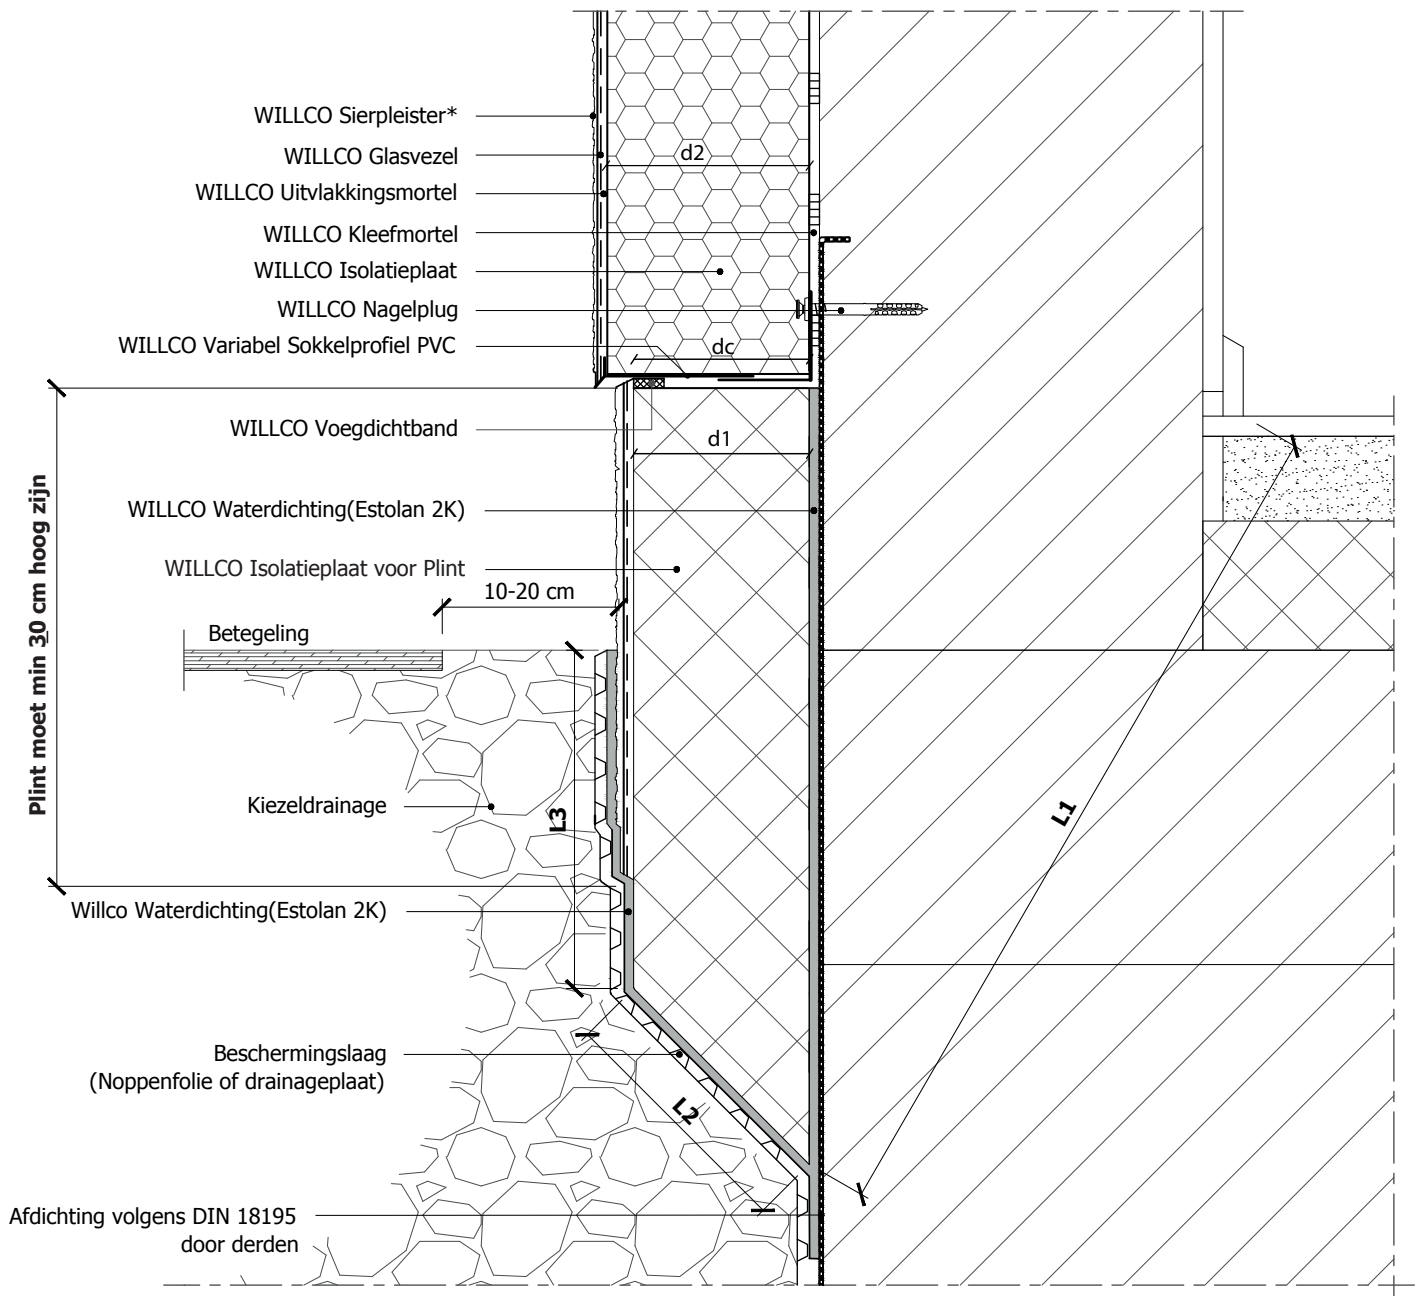 WILLCO Sierpleister*
WILLCO Glasvezel
d2
WILLCO Uitvlakkingsmortel
WILLCO Kleefmortel
WILLCO Isolatieplaat
WILLCO Nagelplug
WILLCO Variabel Sokkelprofiel PVC
dc
WILLCO Voegdichtband
d1
Plint moet min 30 cm hoog zijn
WILLCO Waterdichting(Estolan 2K)
WILLCO Isolatieplaat voor Plint
10-20 cm
Betegeling
Kiezeldrainage
L3
L1
Willco Waterdichting(Estolan 2K)
Beschermingslaag
(Noppenfolie of drainageplaat)
L2
Afdichting volgens DIN 18195
door derden